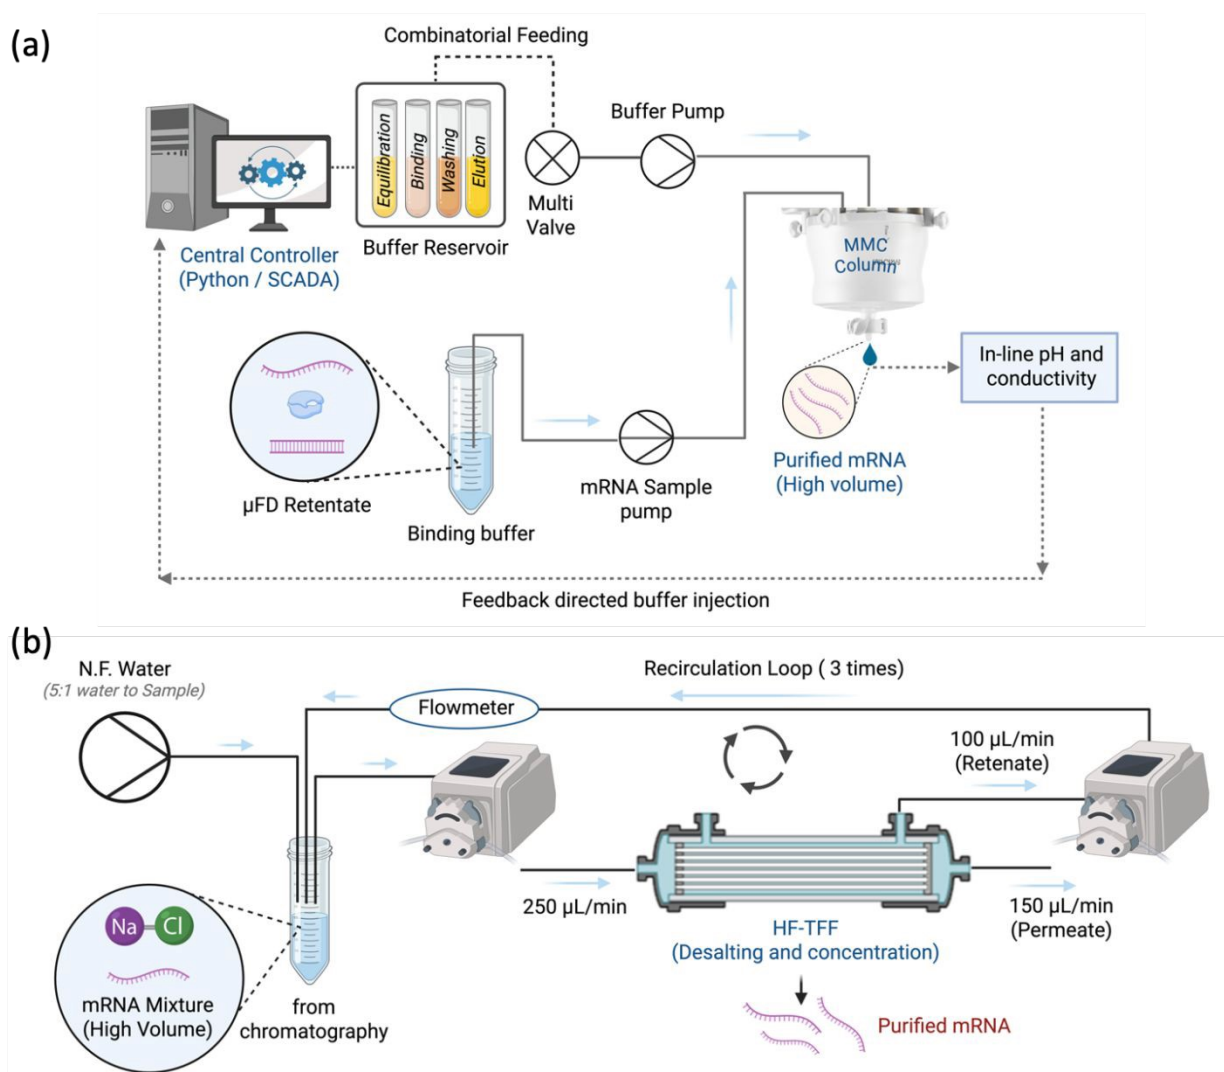 (a)
Combinatorial Feeding
Equilibration
Binding
Washing
Elution
Buffer Pump
Multi
Valve
Buffer Reservoir
Central Controller
(Python / SCADA)
MMC
Column
In-line pH and
conductivity
µFD Retentate
Binding buffer
mRNA Sample
pump
Purified mRNA
(High volume)
Feedback directed buffer injection
(b)
N.F. Water
(5:1 water to Sample)
Recirculation Loop ( 3 times)
Flowmeter
100 µL/min
(Retenate)
250 µL/min
150 µL/min
(Permeate)
HF-TFF
(Desalting and concentration)
Na
Cl
mRNA Mixture
(High Volume)
from
chromatography
Purified mRNA